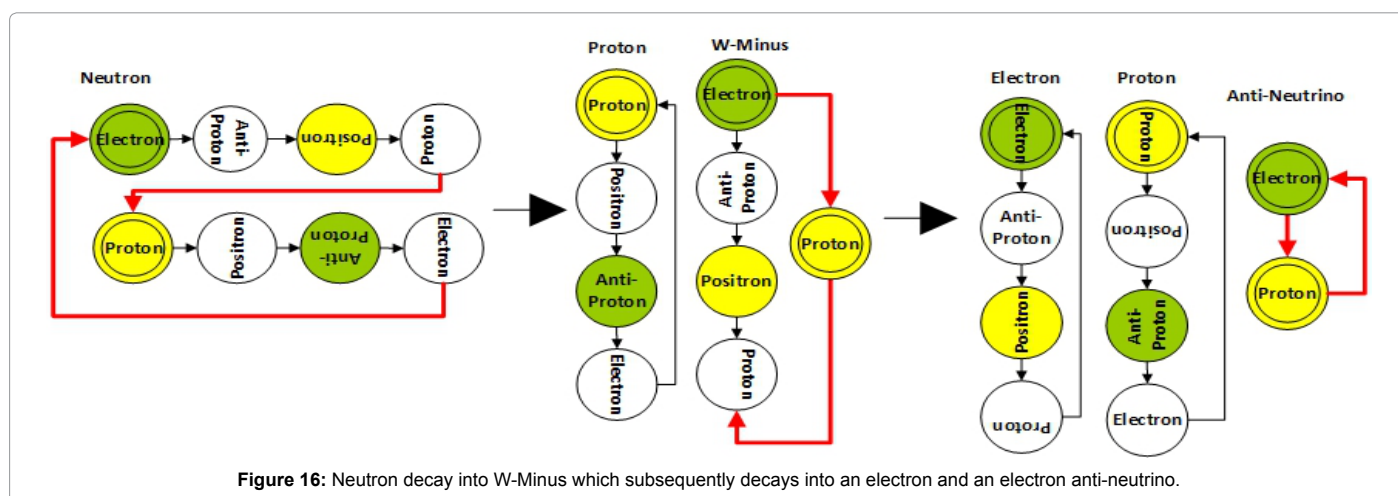 Neutron
Electron
Anti-
Proton
Positron
Proton
Proton
Positron
Anti-
Proton
Electron
Proton
Proton
Positron
Anti-
Proton
Electron
W-Minus
Electron
Anti-
Proton
Positron
Proton
Proton
Electron
Electron
Anti-
Proton
Positron
Proton
Proton
Proton
Positron
Anti-
Proton
Electron
Anti-Neutrino
Electron
Proton
Figure 16: Neutron decay into W-Minus which subsequently decays into an electron and an electron anti-neutrino.